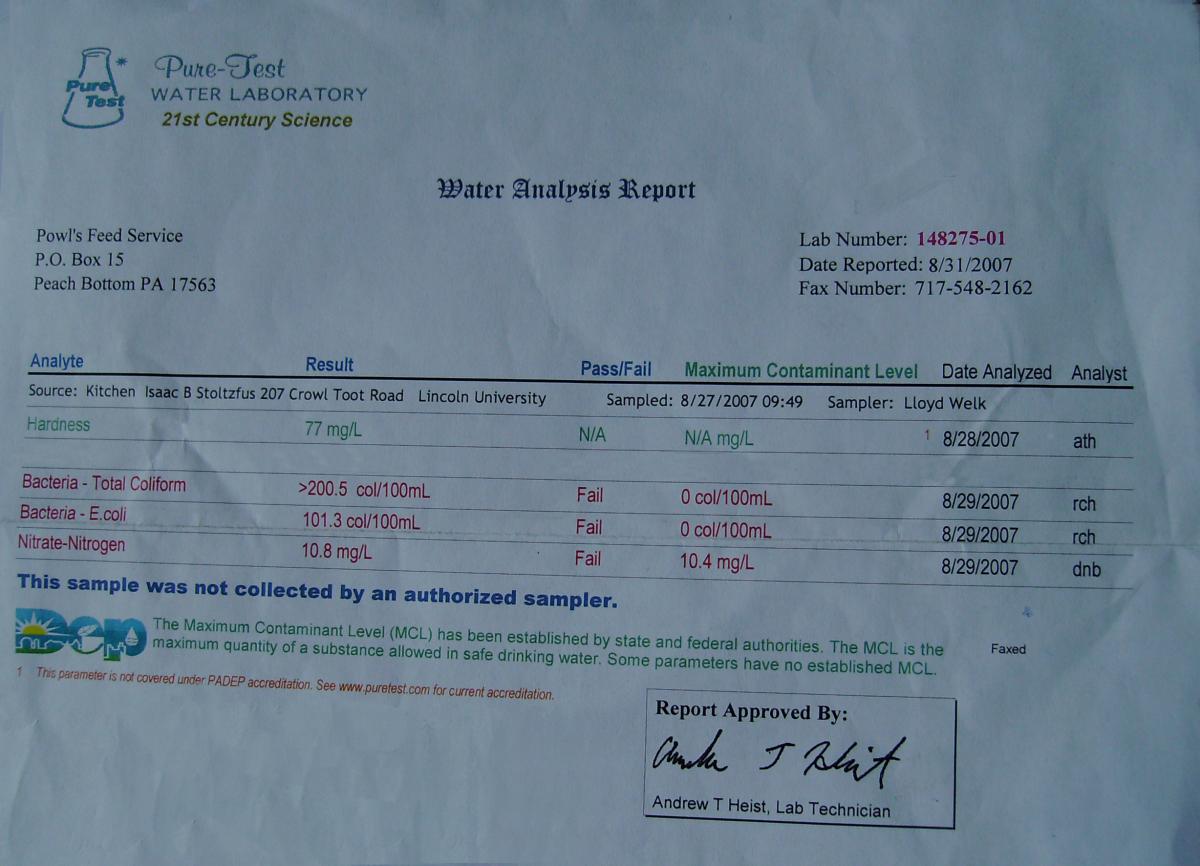 Pure Test
Pure-Test
WATER LABORATORY
21st Century Science
Water Analysis Report
Powl's Feed Service
P.O. Box 15
Peach Bottom PA 17563
Lab Number: 148275-01
Date Reported: 8/31/2007
Fax Number: 717-548-2162
Analyte Result Pass/Fail Maximum Contaminant Level Date Analyzed Analyst
Source: Kitchen Isaac B Stoltzfus 207 Crowl Toot Road Lincoln University Sampled: 8/27/2007 09:49 Sampler: Lloyd Welk
Hardness 77 mg/L N/A N/A mg/L 1 8/28/2007 ath
Bacteria - Total Coliform >200.5 col/100mL Fail 0 col/100mL 8/29/2007 rch
Bacteria - E.coli 101.3 col/100mL Fail 0 col/100mL 8/29/2007 rch
Nitrate-Nitrogen 10.8 mg/L Fail 10.4 mg/L 8/29/2007 dnb
This sample was not collected by an authorized sampler.
Dep
The Maximum Contaminant Level (MCL) has been established by state and federal authorities. The MCL is the
maximum quantity of a substance allowed in safe drinking water. Some parameters have no established MCL.
Faxed
1 This parameter is not covered under PADEP accreditation. See www.puretest.com for current accreditation.
Report Approved By:
Andrew T Heist
Andrew T Heist, Lab Technician